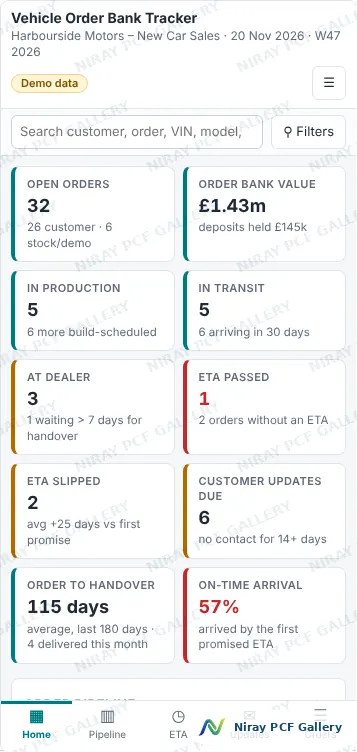 Vehicle Order Bank Tracker
Harbourside Motors – New Car Sales · 20 Nov 2026 · W47
2026
Demo data
Search customer, order, VIN, model,
Filters
OPEN ORDERS
32
26 customer · 6
stock/demo
ORDER BANK VALUE
£1.43m
deposits held £145k
IN PRODUCTION
5
6 more build-scheduled
IN TRANSIT
5
6 arriving in 30 days
AT DEALER
3
1 waiting > 7 days for
handover
ETA PASSED
1
2 orders without an ETA
ETA SLIPPED
2
avg +25 days vs first
promise
CUSTOMER UPDATES
DUE
6
no contact for 14+ days
ORDER TO HANDOVER
115 days
average, last 180 days ·
4 delivered this month
ON-TIME ARRIVAL
57%
arrived by the first
promised ETA
Home
Pipeline
ETA
Niray PCF Gallery
NIRAY PCF GALLERY